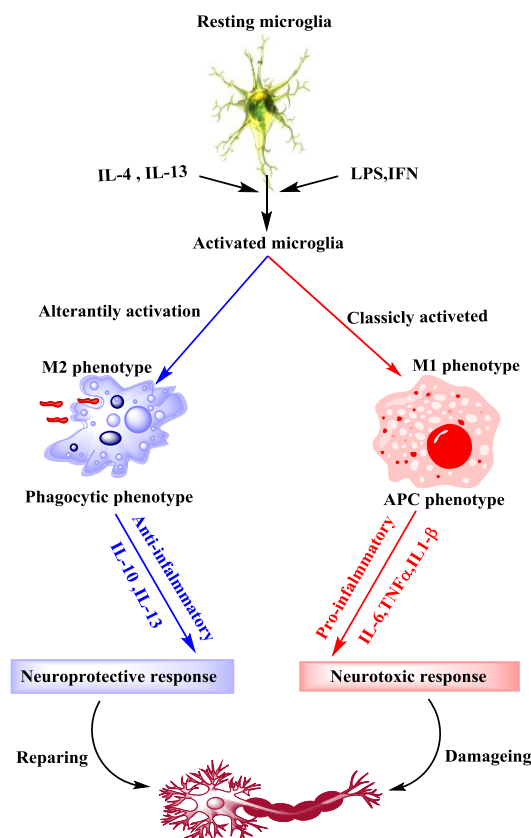 Resting microglia
IL-4 , IL-13
LPS,IFN
Activated microglia
Alterantily activation
Classicly activeted
M2 phenotype
M1 phenotype
Phagocytic phenotype
APC phenotype
Anti-infalmmatory
IL-10 ,IL-13
Pro-infalmmatory
IL-6,TNFα,IL1-β
Neuroprotective response
Neurotoxic response
Reparing
Damageing